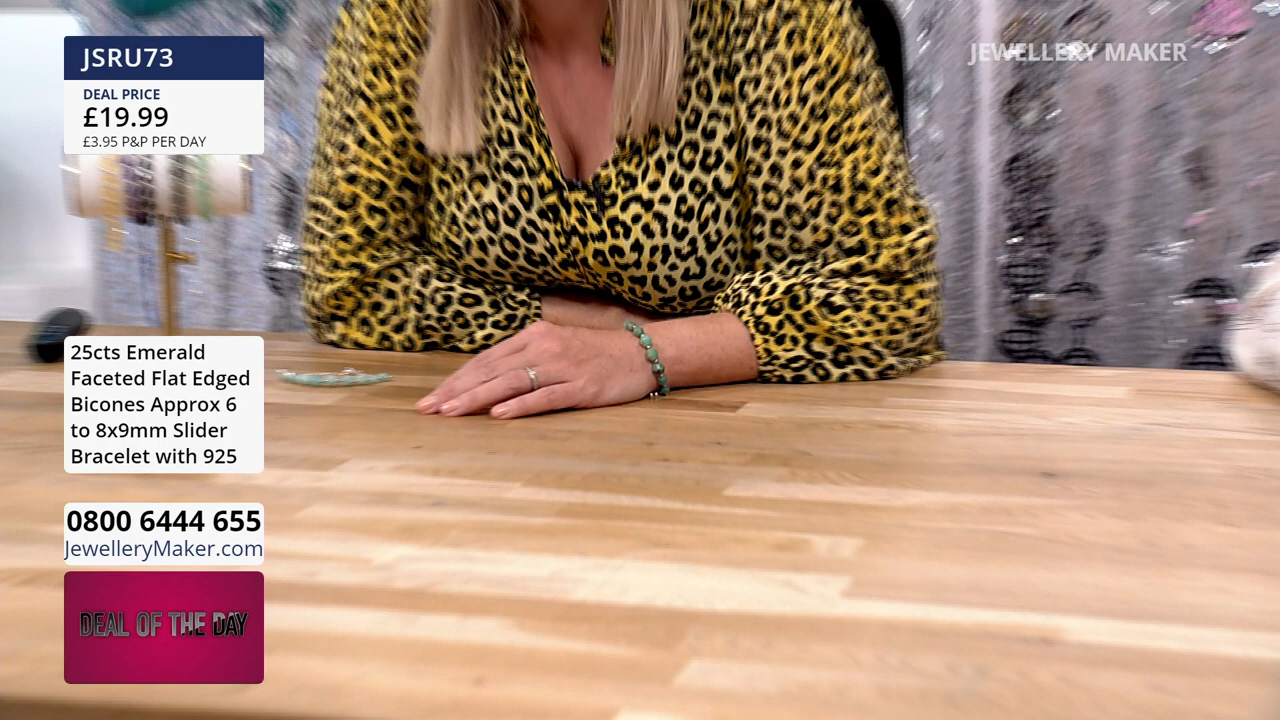 JSRU73
DEAL PRICE
£19.99
£3.95 P&P PER DAY
JEWELLERY MAKER
25cts Emerald
Faceted Flat Edged
Bicones Approx 6
to 8x9mm Slider
Bracelet with 925
0800 6444 655
JewelleryMaker.com
DEAL OF THE DAY